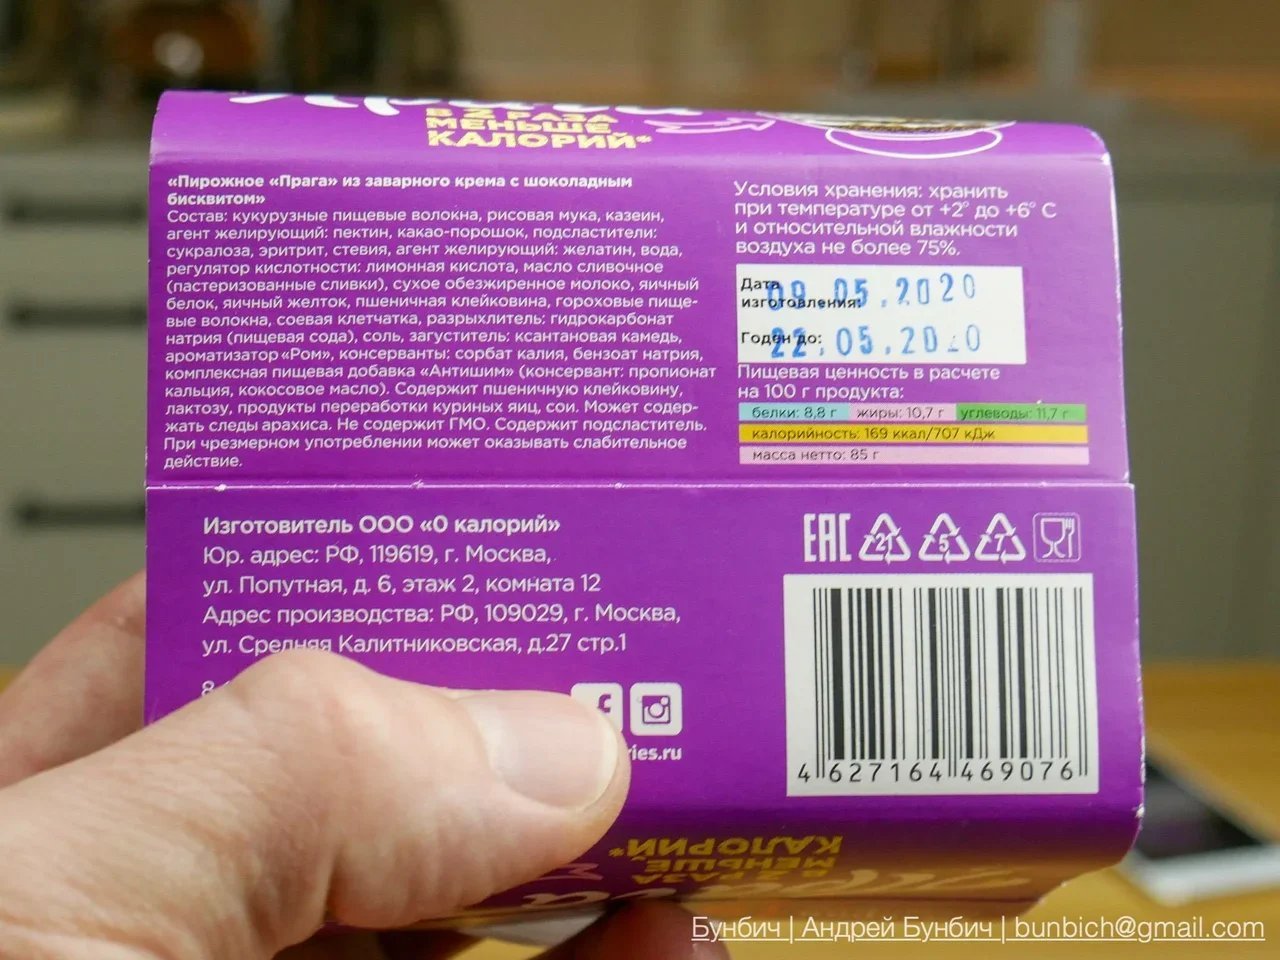 В 2 РАЗА
МЕНЬШЕ
КАЛОРИЙ*
«Пирожное «Прага» из заварного крема с шоколадным
бисквитом»
Состав: кукурузные пищевые волокна, рисовая мука, казеин,
агент желирующий: пектин, какао-порошок, подсластители:
сукралоза, эритрит, стевия, агент желирующий: желатин, вода,
регулятор кислотности: лимонная кислота, масло сливочное
(пастеризованные сливки), сухое обезжиренное молоко, яичный
белок, яичный желток, пшеничная клейковина, гороховые пище-
вые волокна, соевая клетчатка, разрыхлитель: гидрокарбонат
натрия (пищевая сода), соль, загуститель: ксантановая камедь,
ароматизатор «Ром», консерванты: сорбат калия, бензоат натрия,
комплексная пищевая добавка «Антишим» (консервант: пропионат
кальция, кокосовое масло). Содержит пшеничную клейковину,
лактозу, продукты переработки куриных яиц, сои. Может содер-
жать следы арахиса. Не содержит ГМО. Содержит подсластитель.
При чрезмерном употреблении может оказывать слабительное
действие.
Условия хранения: хранить
при температуре от +2° до +6° С
и относительной влажности
воздуха не более 75%.
Дата
изготовления: 09.05.2020
Годен до: 22.05.2020
Пищевая ценность в расчете
на 100 г продукта:
белки: 8,8 г жиры: 10,7 г углеводы: 11,7 г
калорийность: 169 ккал/707 кДж
масса нетто: 85 г
Изготовитель ООО «0 калорий»
Юр. адрес: РФ, 119619, г. Москва,
ул. Попутная, д. 6, этаж 2, комната 12
Адрес производства: РФ, 109029, г. Москва,
ул. Средняя Калитниковская, д.27 стр.1
8
ries.ru
EAC 21 5 7
4 627164 469076
В 2 РАЗА
МЕНЬШЕ
КАЛОРИЙ*
Бунбич | Андрей Бунбич | bunbich@gmail.com